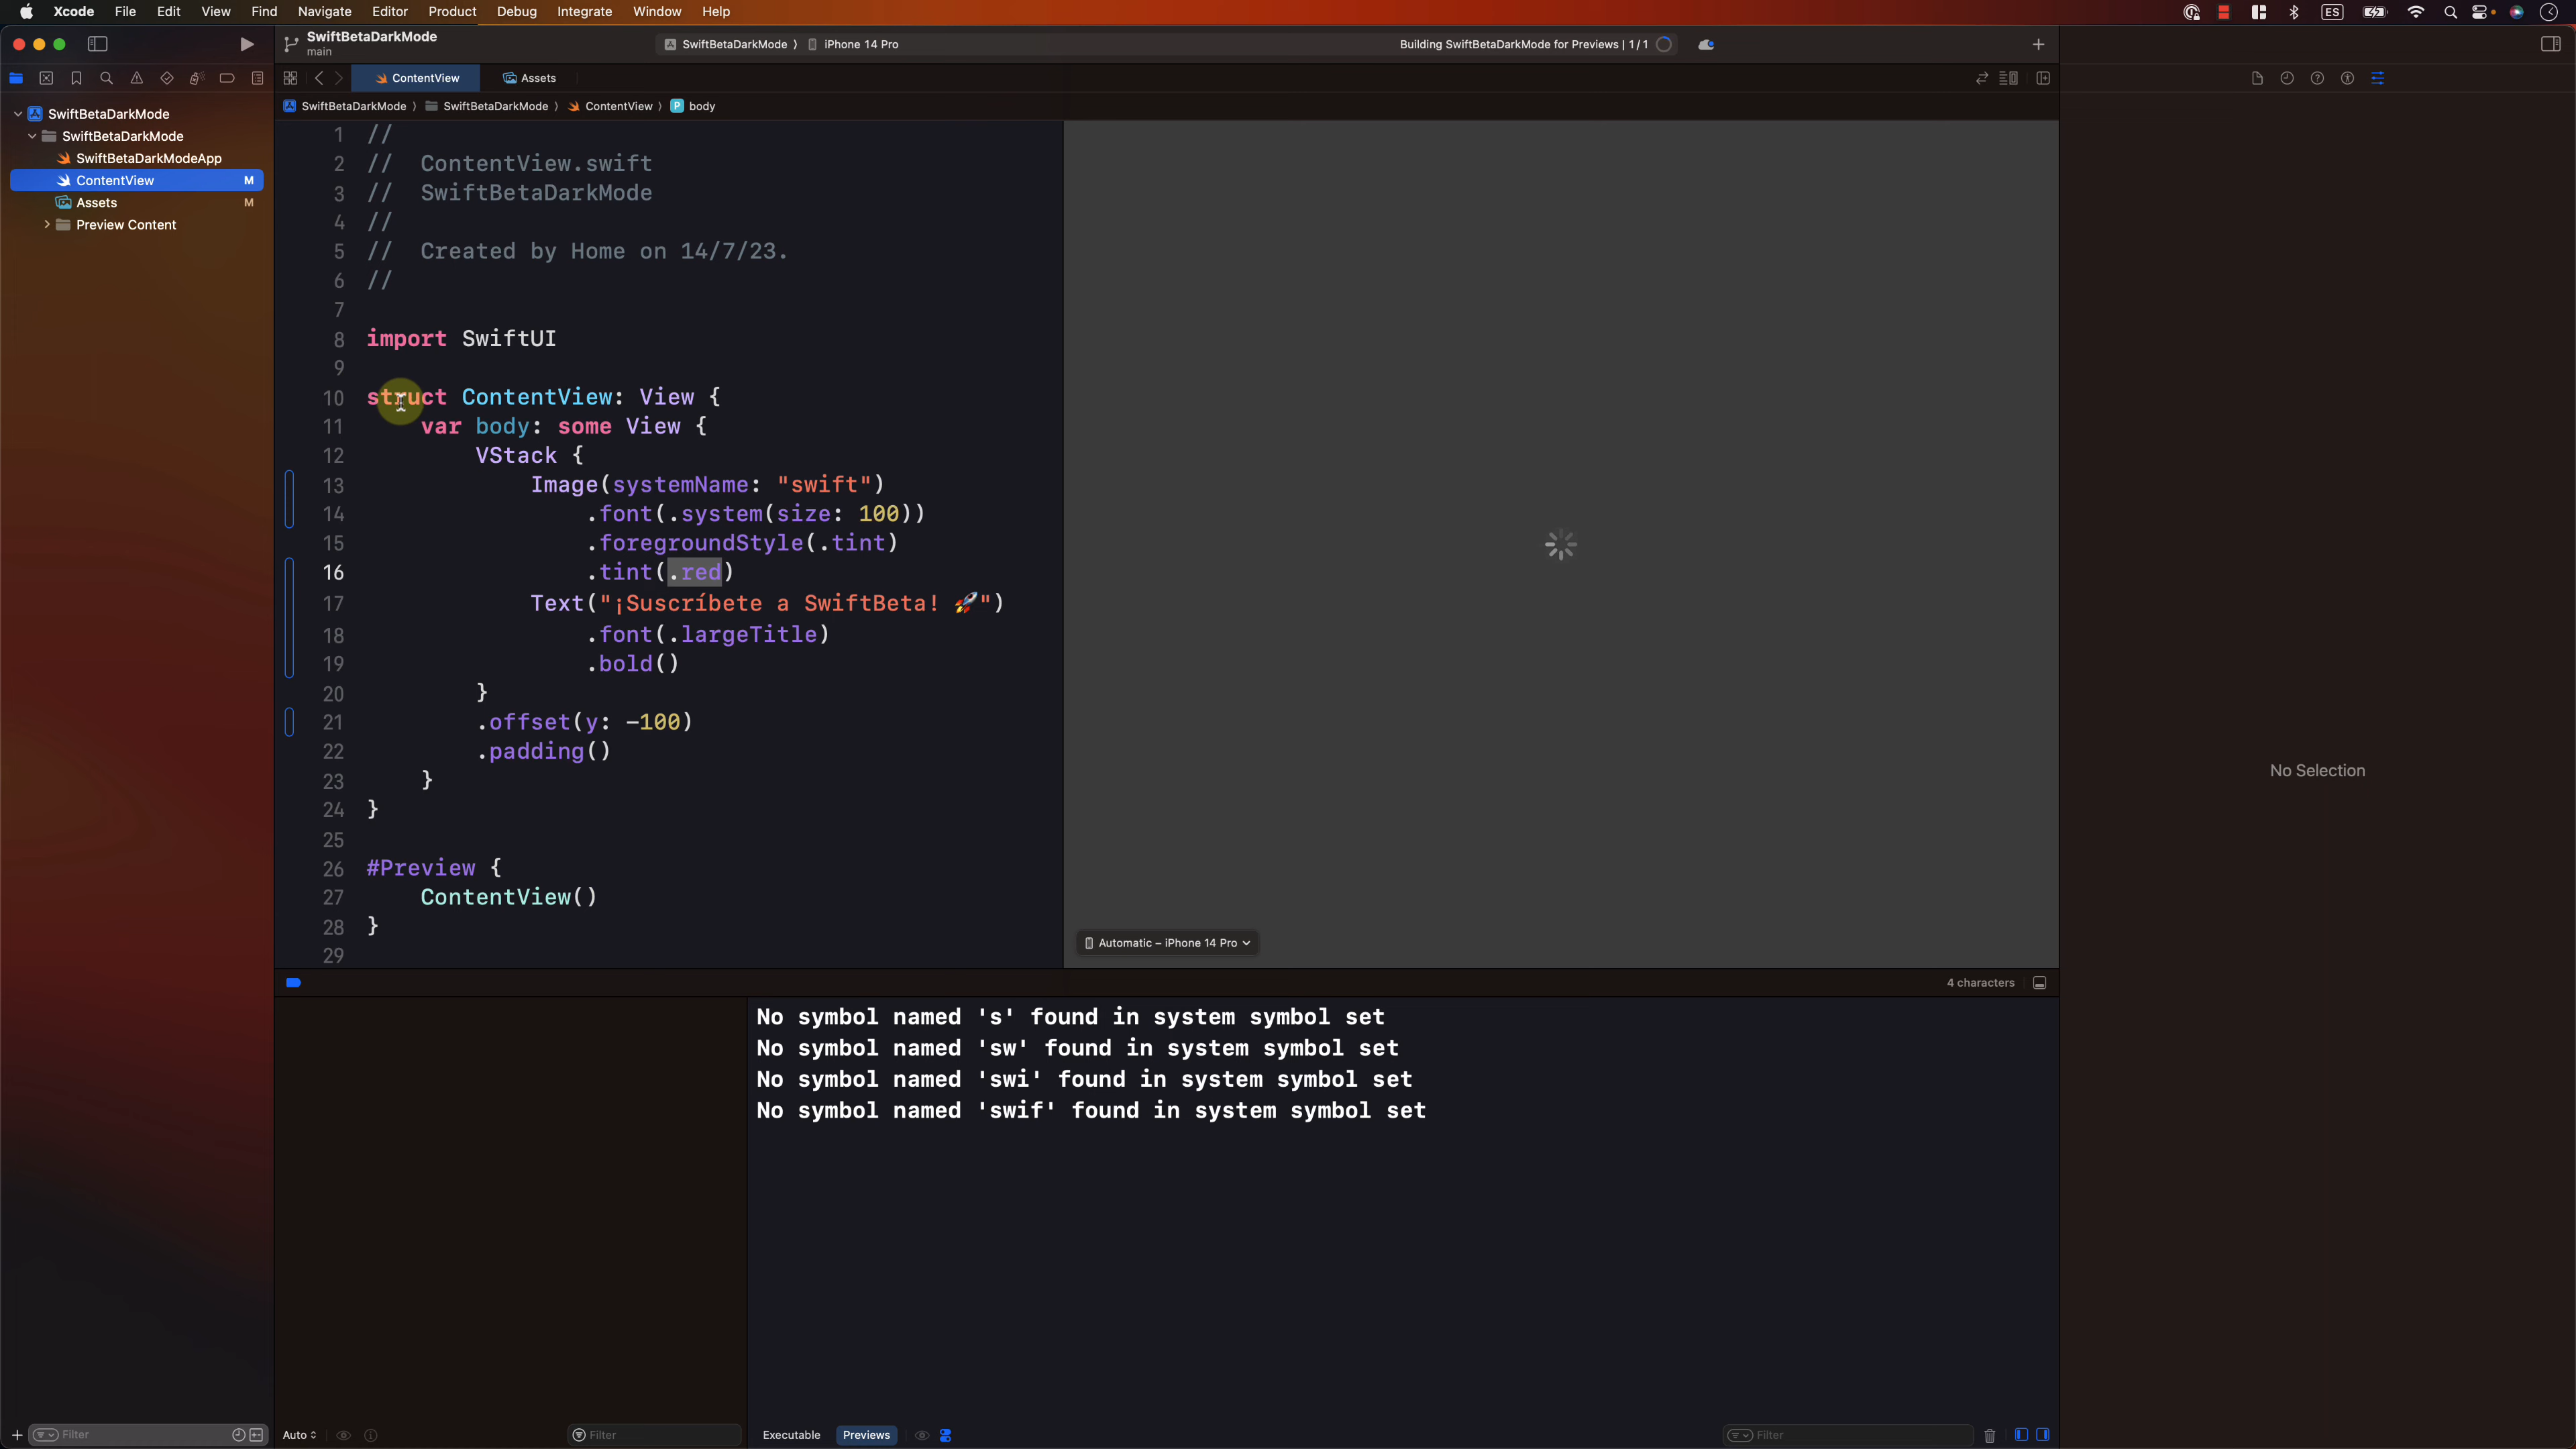 Xcode File Edit View Find Navigate Editor Product Debug Integrate Window Help ES
SwiftBetaDarkMode
main
SwiftBetaDarkMode 〉 iPhone 14 Pro
Building SwiftBetaDarkMode for Previews | 1/1
ContentView Assets
SwiftBetaDarkMode 〉 SwiftBetaDarkMode 〉 ContentView 〉 P body
SwiftBetaDarkMode
SwiftBetaDarkMode
SwiftBetaDarkModeApp
ContentView M
Assets M
Preview Content
1 //
2 //  ContentView.swift
3 //  SwiftBetaDarkMode
4 //
5 //  Created by Home on 14/7/23.
6 //
7
8 import SwiftUI
9
10 struct ContentView: View {
11     var body: some View {
12         VStack {
13             Image(systemName: "swift")
14                 .font(.system(size: 100))
15                 .foregroundStyle(.tint)
16                 .tint(.red)
17             Text("¡Suscríbete a SwiftBeta! 🚀")
18                 .font(.largeTitle)
19                 .bold()
20         }
21         .offset(y: -100)
22         .padding()
23     }
24 }
25
26 #Preview {
27     ContentView()
28 }
29
Automatic – iPhone 14 Pro
No Selection
4 characters
No symbol named 's' found in system symbol set
No symbol named 'sw' found in system symbol set
No symbol named 'swi' found in system symbol set
No symbol named 'swif' found in system symbol set
Filter
Auto
Filter
Executable Previews
Filter